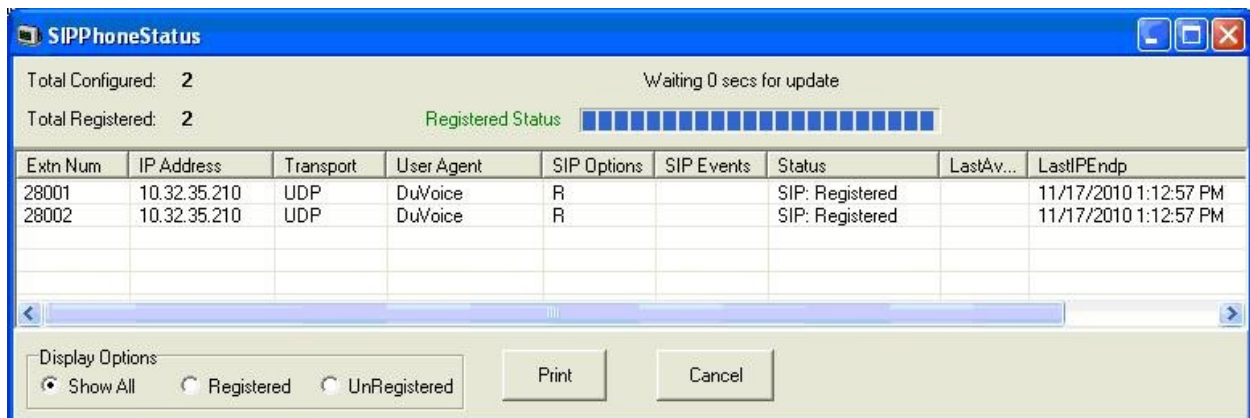 SIPPhoneStatus
Total Configured: 2 Waiting 0 secs for update
Total Registered: 2 Registered Status
Extn Num IP Address Transport User Agent SIP Options SIP Events Status LastAv... LastIPEndp
28001 10.32.35.210 UDP DuVoice R SIP: Registered 11/17/2010 1:12:57 PM
28002 10.32.35.210 UDP DuVoice R SIP: Registered 11/17/2010 1:12:57 PM
Display Options
Show All Registered UnRegistered Print Cancel